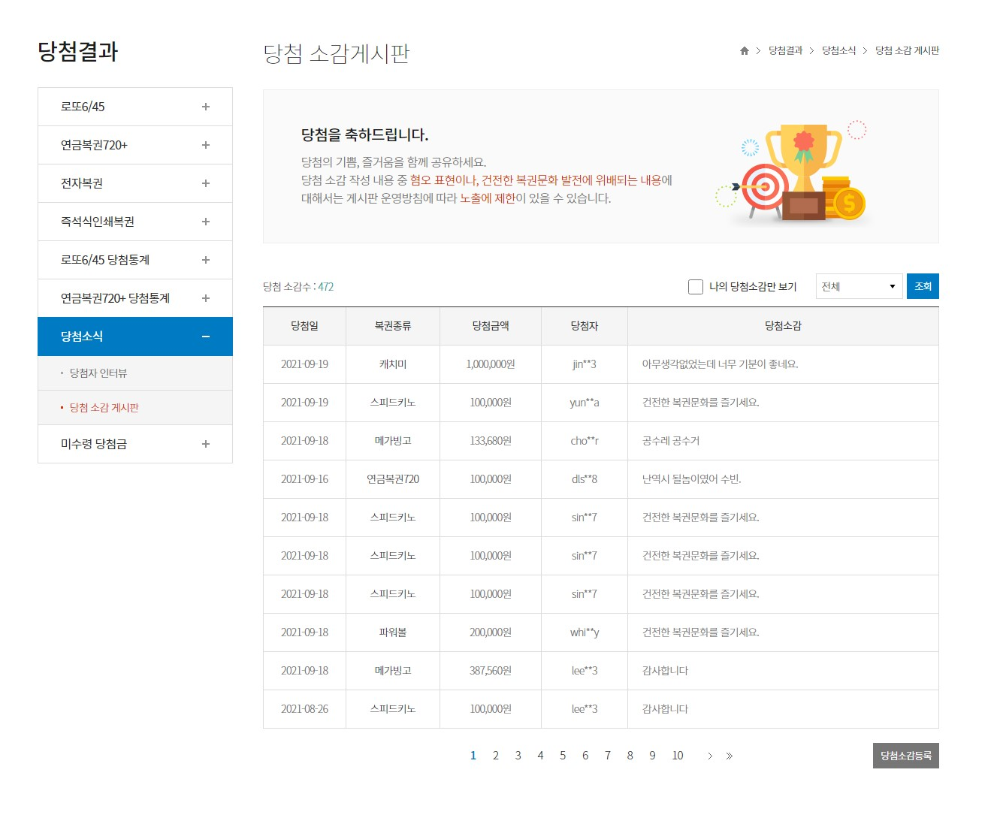 당첨결과
로또6/45
연금복권720+
전자복권
즉석식인쇄복권
로또6/45 당첨통계
연금복권720+ 당첨통계
당첨소식
당첨자 인터뷰
당첨 소감 게시판
미수령 당첨금
당첨 소감게시판
당첨결과 > 당첨소식 > 당첨 소감 게시판
당첨을 축하드립니다.
당첨의 기쁨, 즐거움을 함께 공유하세요.
당첨 소감 작성 내용 중 혐오 표현이나, 건전한 복권문화 발전에 위배되는 내용에
대해서는 게시판 운영방침에 따라 노출에 제한이 있을 수 있습니다.
당첨 소감수 : 472 나의 당첨소감만 보기 전체 조회
당첨일 복권종류 당첨금액 당첨자 당첨소감
2021-09-19 캐치미 1,000,000원 jin**3 아무생각없었는데 너무 기분이 좋네요.
2021-09-19 스피드키노 100,000원 yun**a 건전한 복권문화를 즐기세요.
2021-09-18 메가빙고 133,680원 cho**r 공수레 공수거
2021-09-16 연금복권720 100,000원 dls**8 난역시 될놈이였어 수빈.
2021-09-18 스피드키노 100,000원 sin**7 건전한 복권문화를 즐기세요.
2021-09-18 스피드키노 100,000원 sin**7 건전한 복권문화를 즐기세요.
2021-09-18 스피드키노 100,000원 sin**7 건전한 복권문화를 즐기세요.
2021-09-18 파워볼 200,000원 whi**y 건전한 복권문화를 즐기세요.
2021-09-18 메가빙고 387,560원 lee**3 감사합니다
2021-08-26 스피드키노 100,000원 lee**3 감사합니다
1 2 3 4 5 6 7 8 9 10 > >> 당첨소감등록